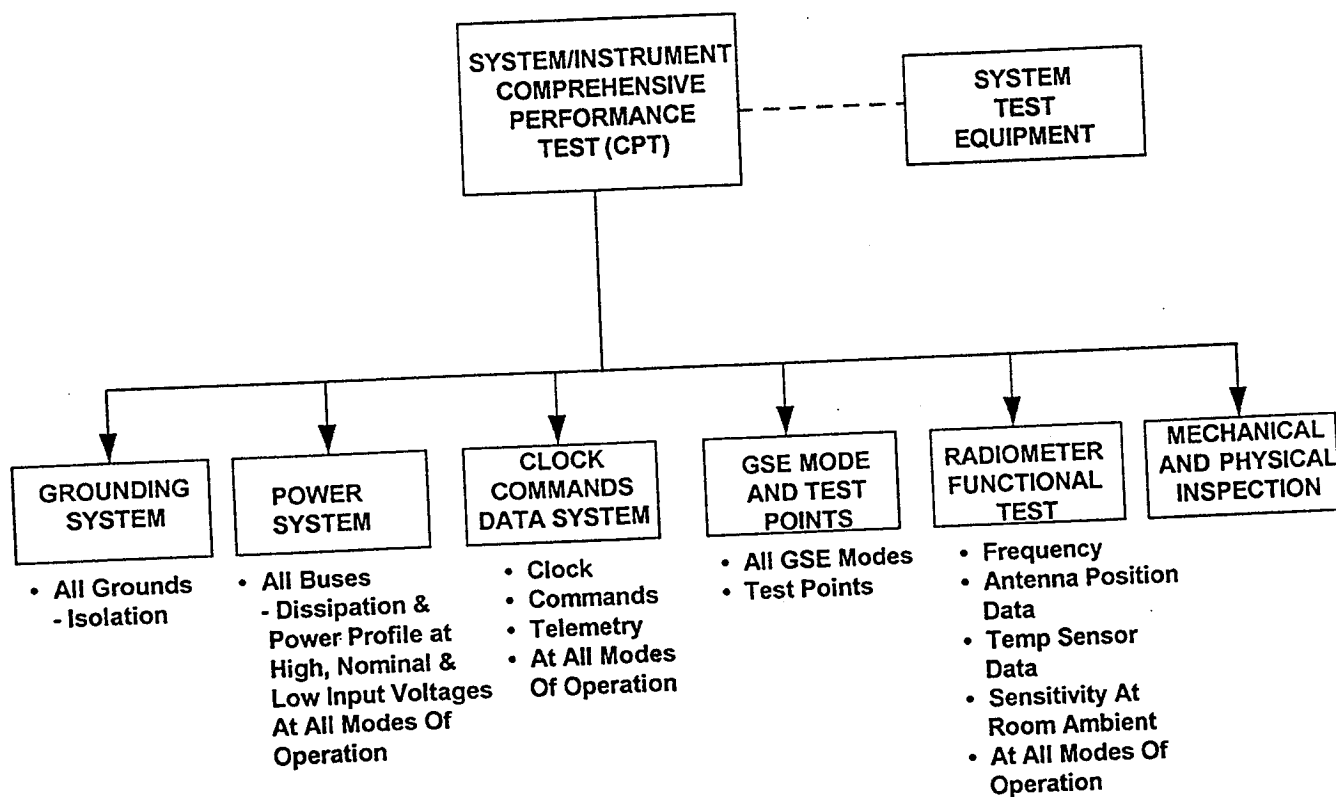 SYSTEM/INSTRUMENT
COMPREHENSIVE
PERFORMANCE
TEST (CPT)
SYSTEM
TEST
EQUIPMENT
GROUNDING
SYSTEM
• All Grounds
- Isolation
POWER
SYSTEM
• All Buses
- Dissipation &
Power Profile at
High, Nominal &
Low Input Voltages
At All Modes Of
Operation
CLOCK
COMMANDS
DATA SYSTEM
• Clock
• Commands
• Telemetry
• At All Modes
Of Operation
GSE MODE
AND TEST
POINTS
• All GSE Modes
• Test Points
RADIOMETER
FUNCTIONAL
TEST
• Frequency
• Antenna Position
Data
• Temp Sensor
Data
• Sensitivity At
Room Ambient
• At All Modes Of
Operation
MECHANICAL
AND PHYSICAL
INSPECTION